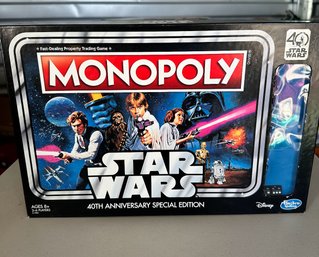 Fast-Dealing Property Trading Game
40
STAR
WARS
MONOPOLY
STAR
WARS
40TH ANNIVERSARY SPECIAL EDITION
AGES 8+
2-4 PLAYERS
Disney
Hasbro
Gaming